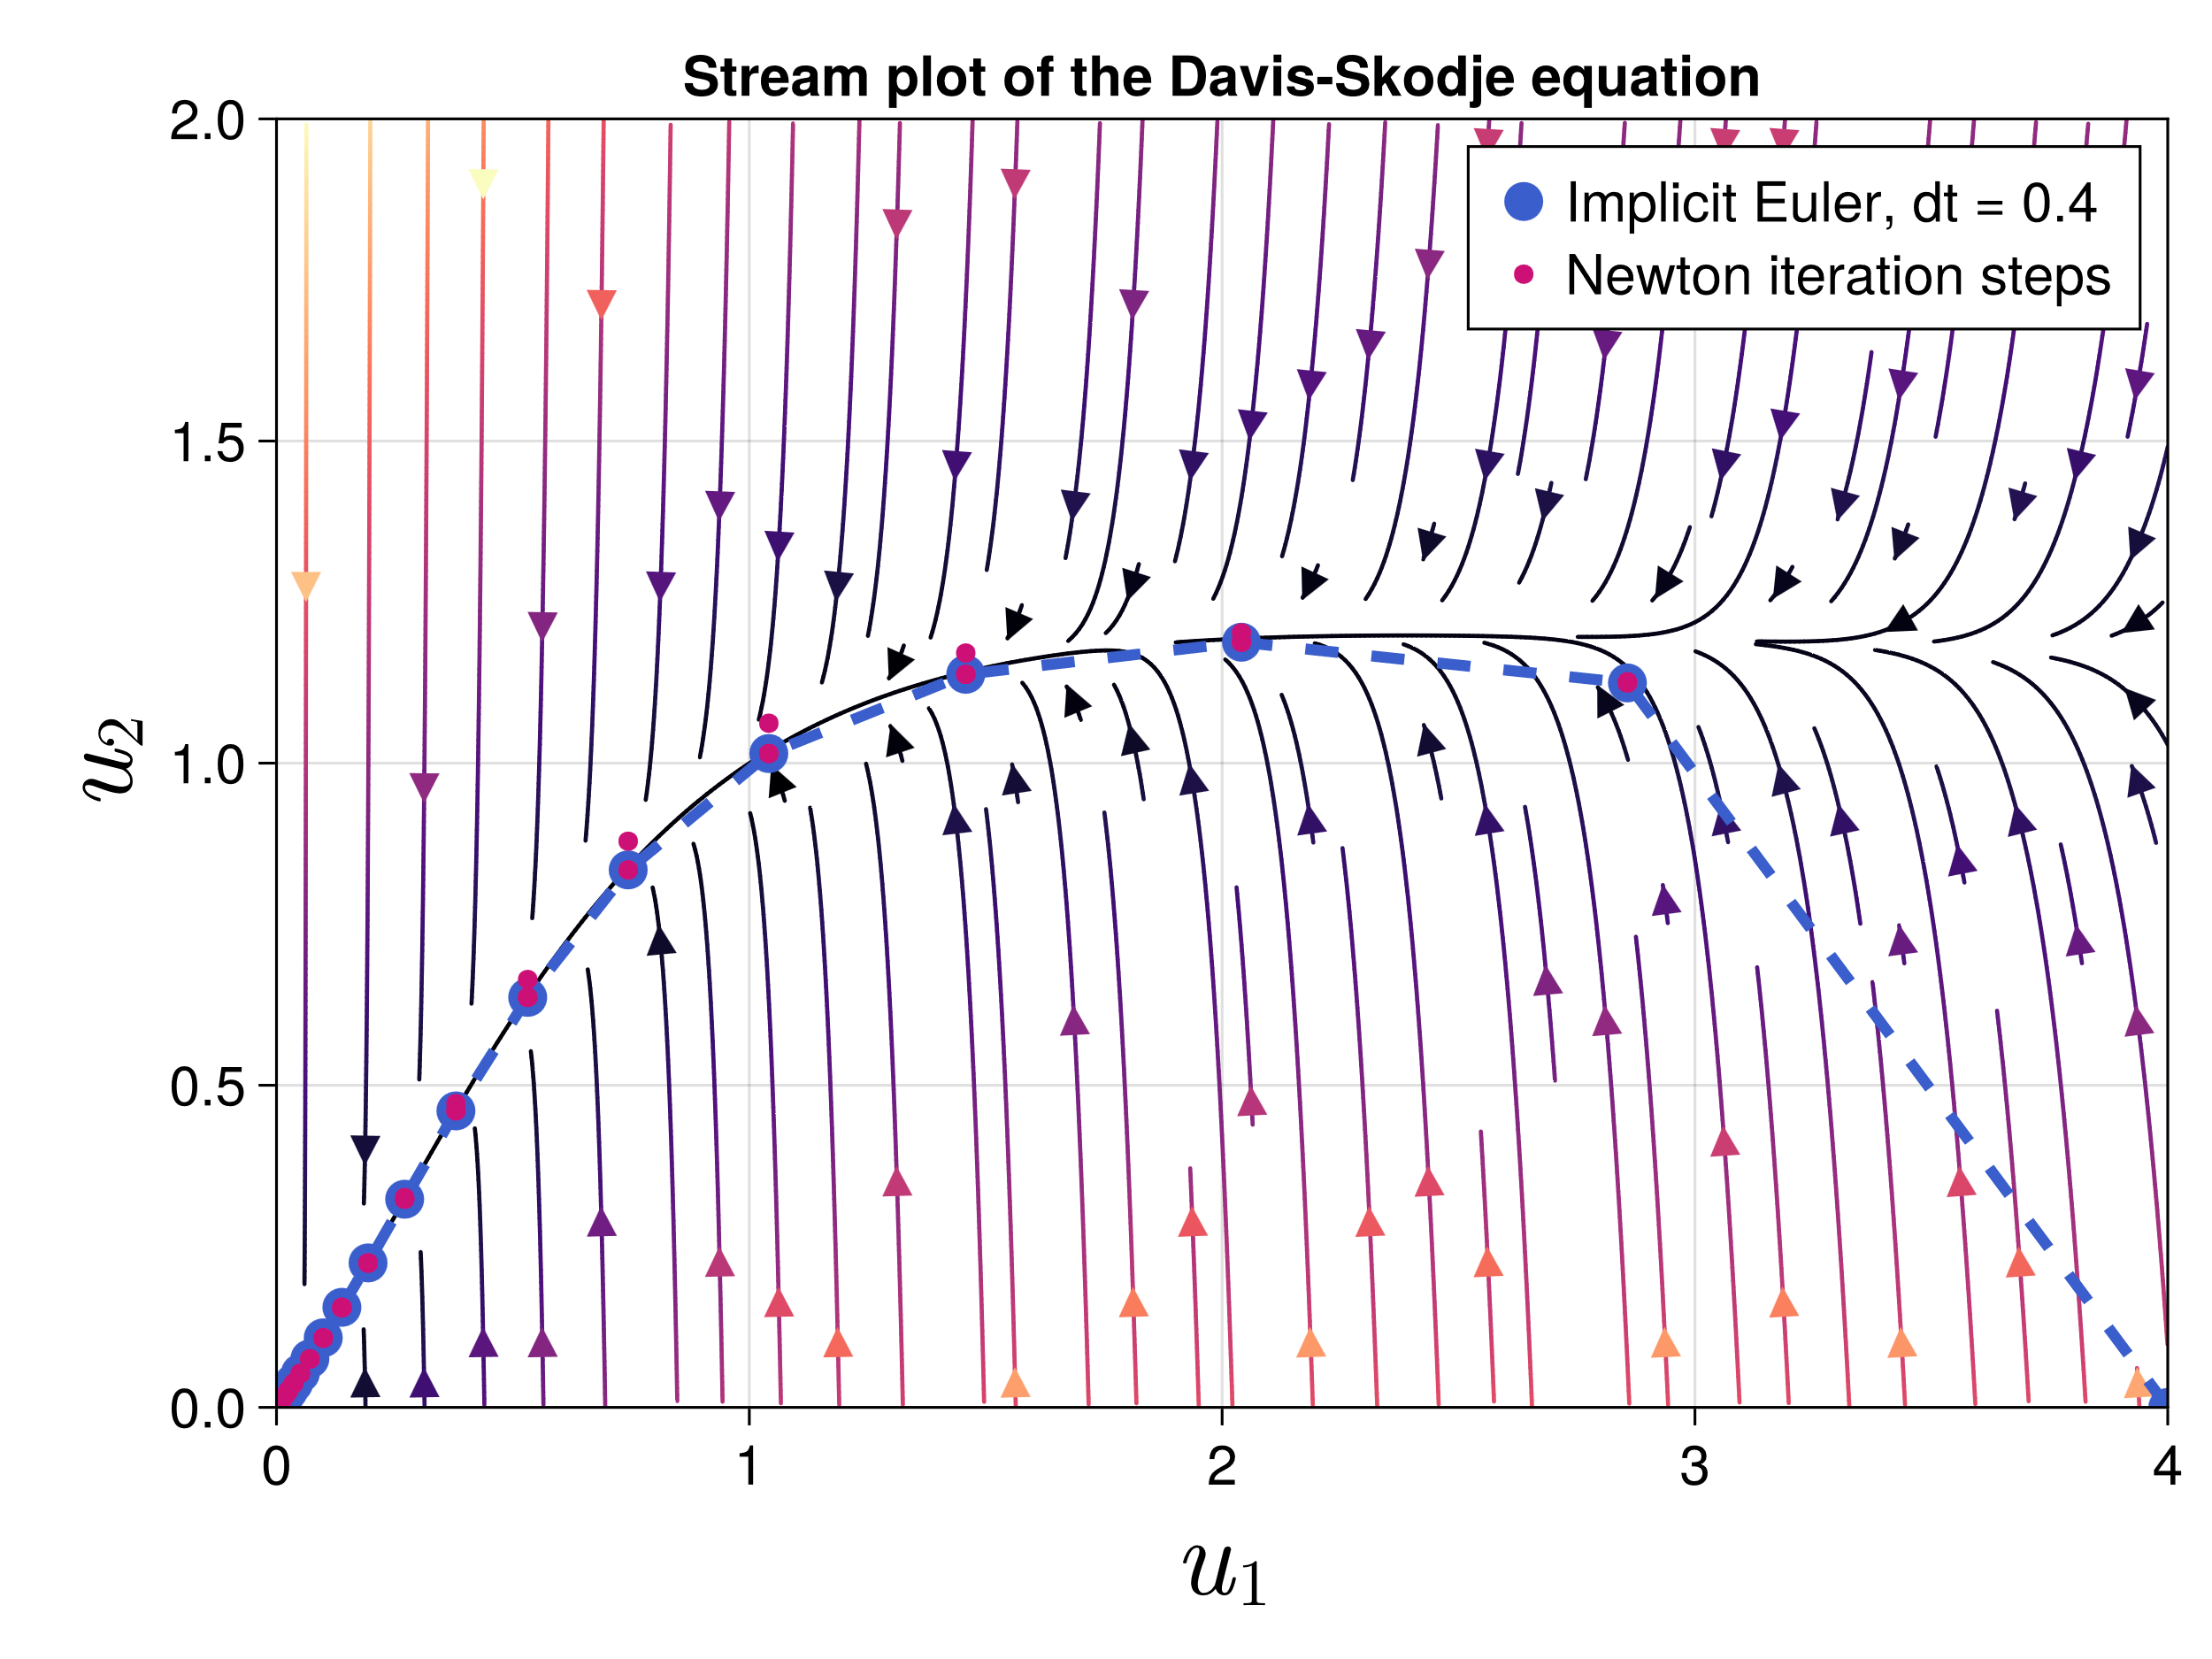 Stream plot of the Davis-Skodje equation
Implicit Euler, dt = 0.4
Newton iteration steps
2.0
1.5
1.0
0.5
0.0
u₂
0 1 2 3 4
u₁